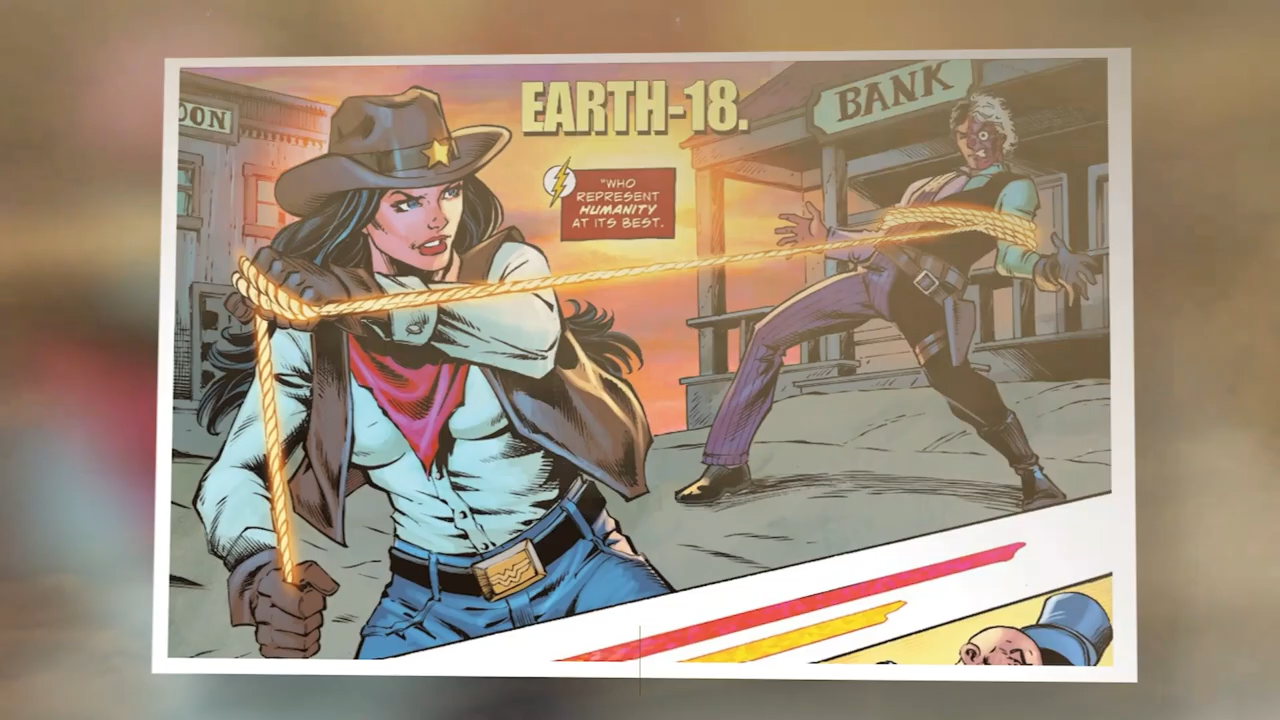 OON
EARTH-18.
BANK
"WHO
REPRESENT
HUMANITY
AT ITS BEST.